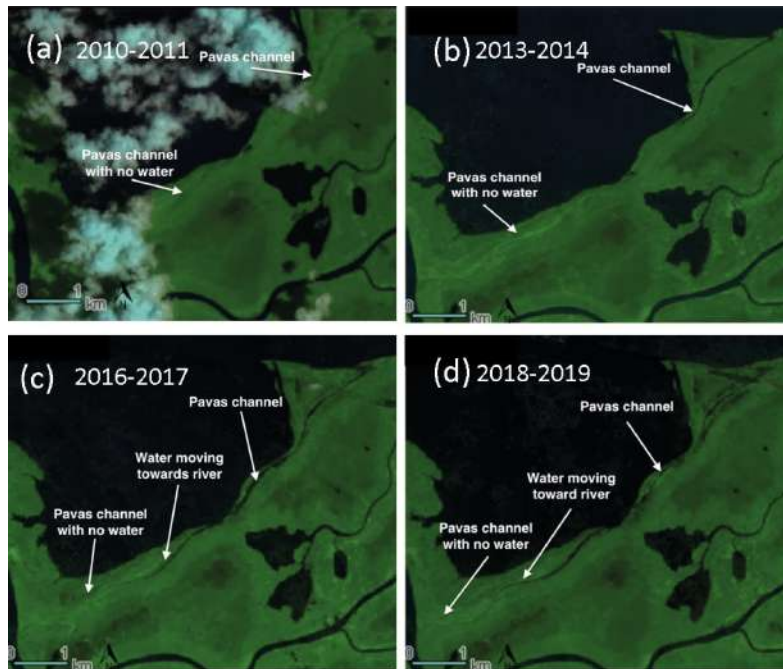 (a) 2010-2011
Pavas channel
Pavas channel
with no water
0 1
km
(b) 2013-2014
Pavas channel
Pavas channel
with no water
0 1
km
(c) 2016-2017
Pavas channel
Water moving
towards river
Pavas channel
with no water
0 1
km
(d) 2018-2019
Pavas channel
Water moving
toward river
Pavas channel
with no water
0 1
km